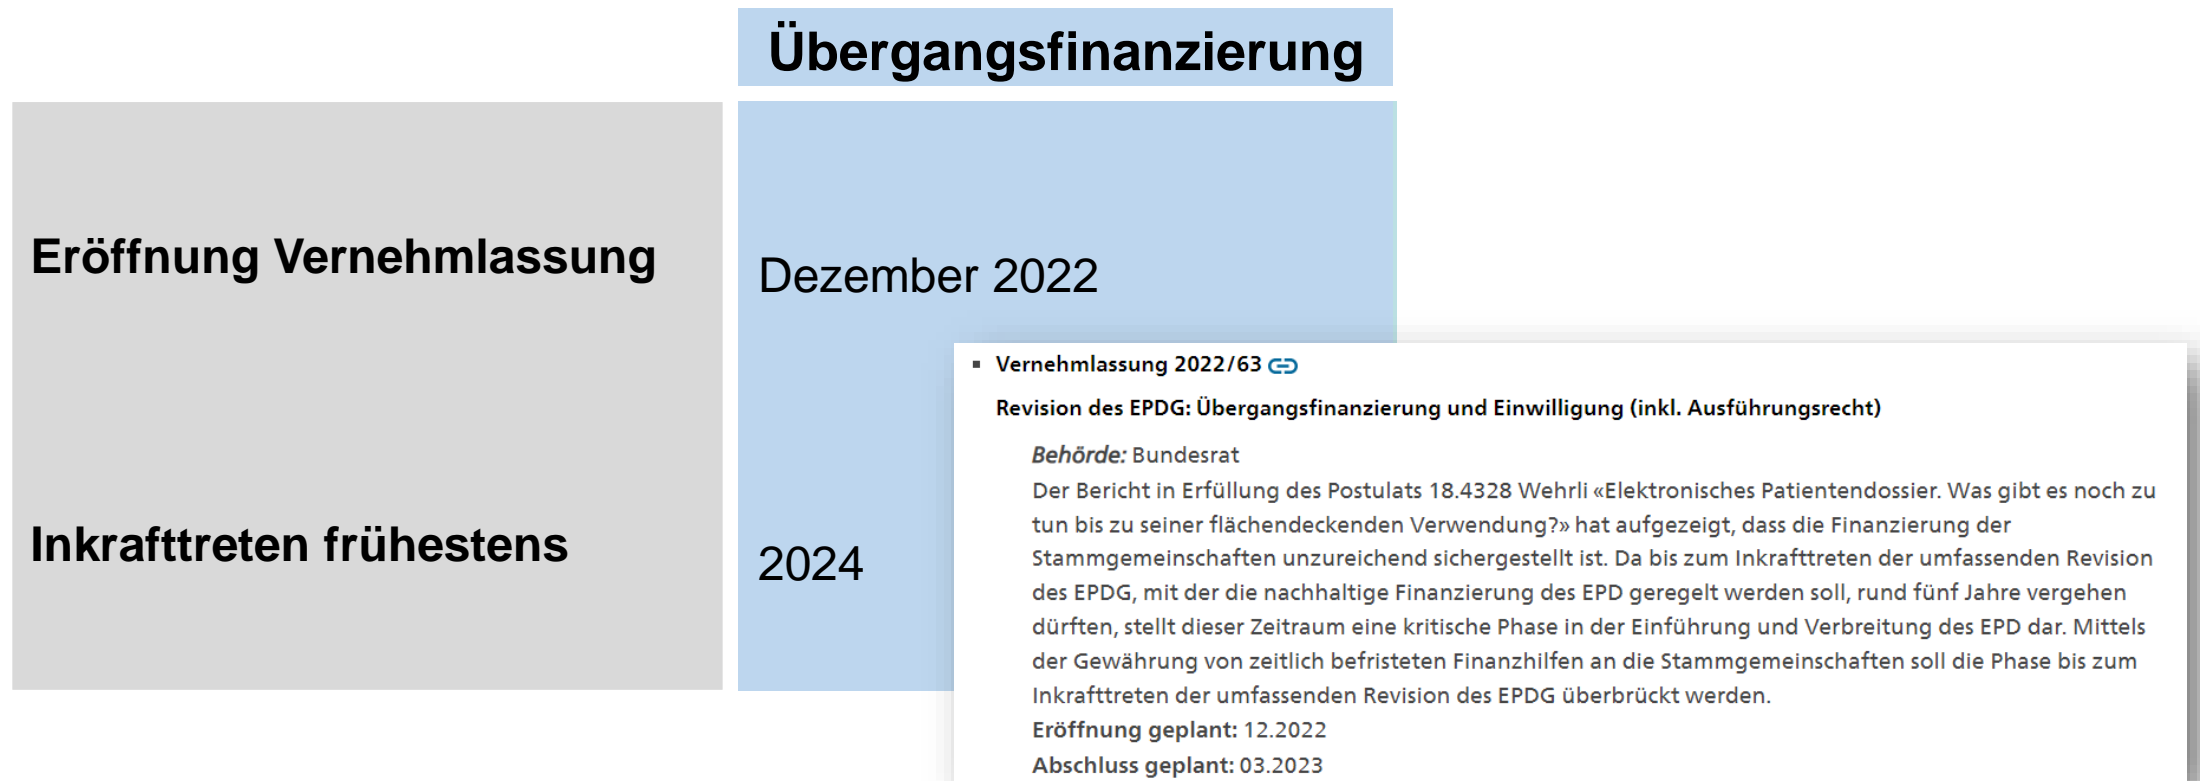 Übergangsfinanzierung
Eröffnung Vernehmlassung
Dezember 2022
Inkrafttreten frühestens
2024
▪ Vernehmlassung 2022/63
Revision des EPDG: Übergangsfinanzierung und Einwilligung (inkl. Ausführungsrecht)
Behörde: Bundesrat
Der Bericht in Erfüllung des Postulats 18.4328 Wehrli «Elektronisches Patientendossier. Was gibt es noch zu
tun bis zu seiner flächendeckenden Verwendung?» hat aufgezeigt, dass die Finanzierung der
Stammgemeinschaften unzureichend sichergestellt ist. Da bis zum Inkrafttreten der umfassenden Revision
des EPDG, mit der die nachhaltige Finanzierung des EPD geregelt werden soll, rund fünf Jahre vergehen
dürften, stellt dieser Zeitraum eine kritische Phase in der Einführung und Verbreitung des EPD dar. Mittels
der Gewährung von zeitlich befristeten Finanzhilfen an die Stammgemeinschaften soll die Phase bis zum
Inkrafttreten der umfassenden Revision des EPDG überbrückt werden.
Eröffnung geplant: 12.2022
Abschluss geplant: 03.2023